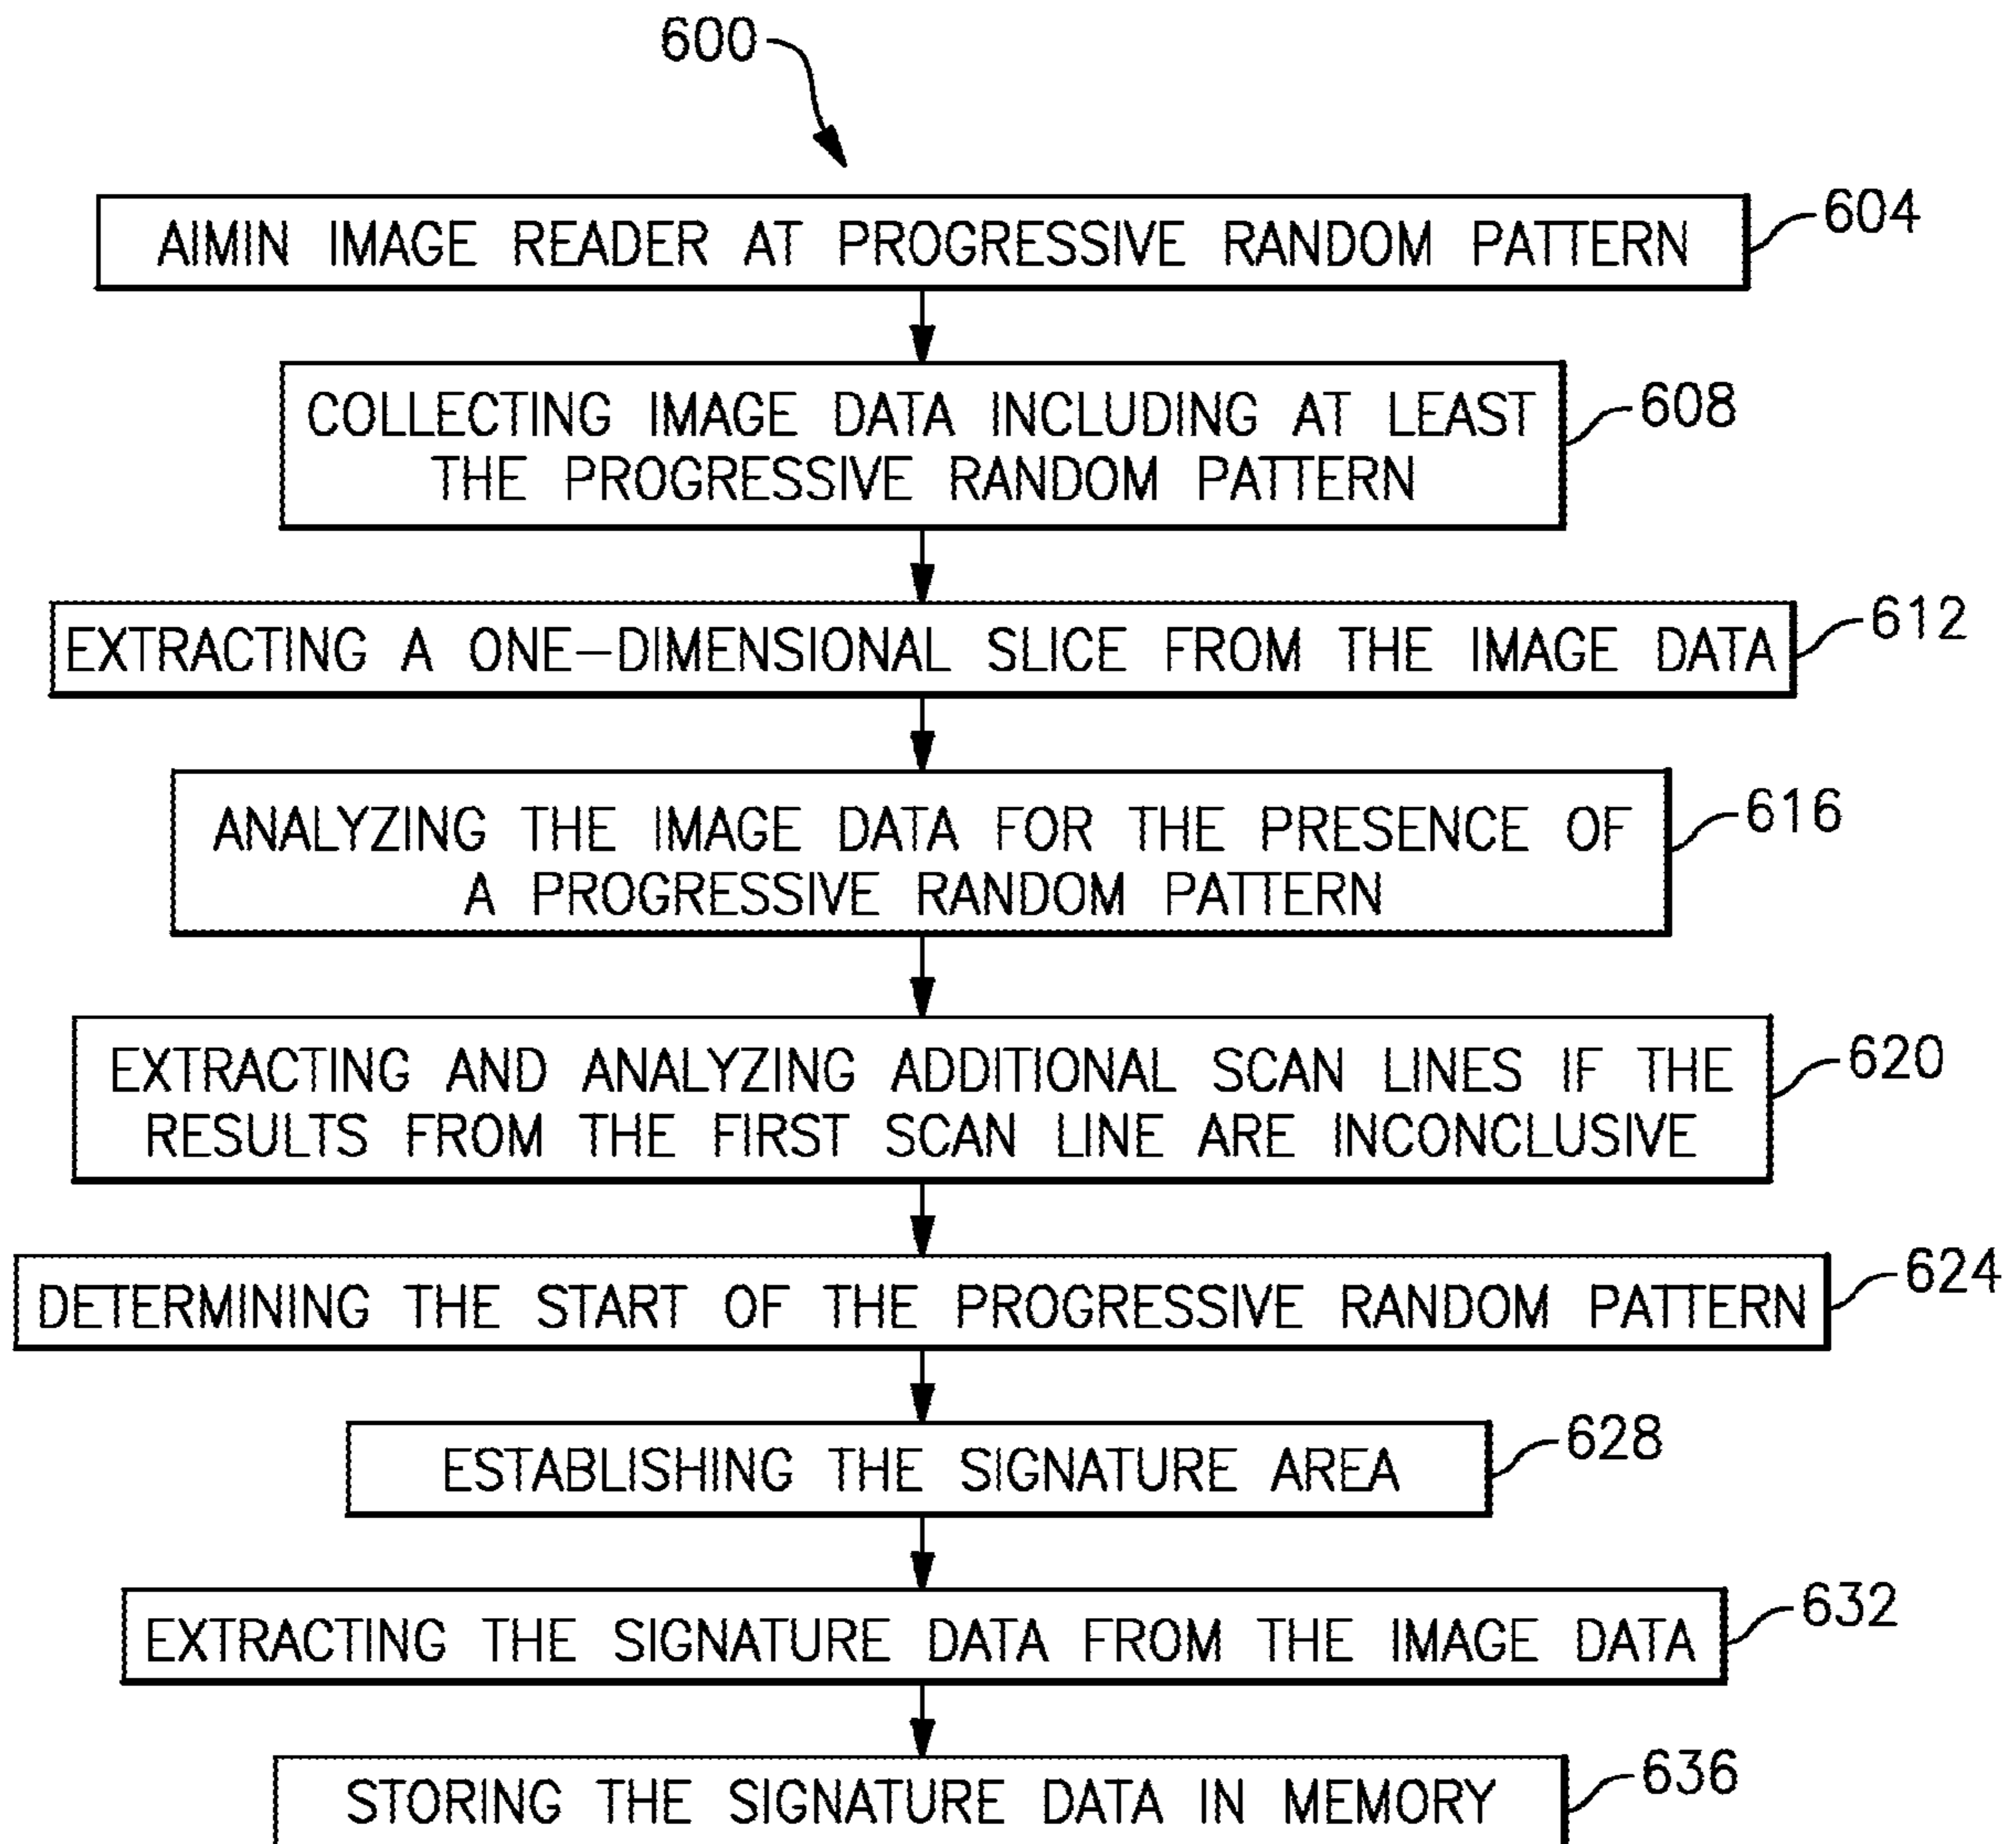 600
AIMIN IMAGE READER AT PROGRESSIVE RANDOM PATTERN
604
COLLECTING IMAGE DATA INCLUDING AT LEAST
THE PROGRESSIVE RANDOM PATTERN
608
EXTRACTING A ONE-DIMENSIONAL SLICE FROM THE IMAGE DATA
612
ANALYZING THE IMAGE DATA FOR THE PRESENCE OF
A PROGRESSIVE RANDOM PATTERN
616
EXTRACTING AND ANALYZING ADDITIONAL SCAN LINES IF THE
RESULTS FROM THE FIRST SCAN LINE ARE INCONCLUSIVE
620
DETERMINING THE START OF THE PROGRESSIVE RANDOM PATTERN
624
ESTABLISHING THE SIGNATURE AREA
628
EXTRACTING THE SIGNATURE DATA FROM THE IMAGE DATA
632
STORING THE SIGNATURE DATA IN MEMORY
636